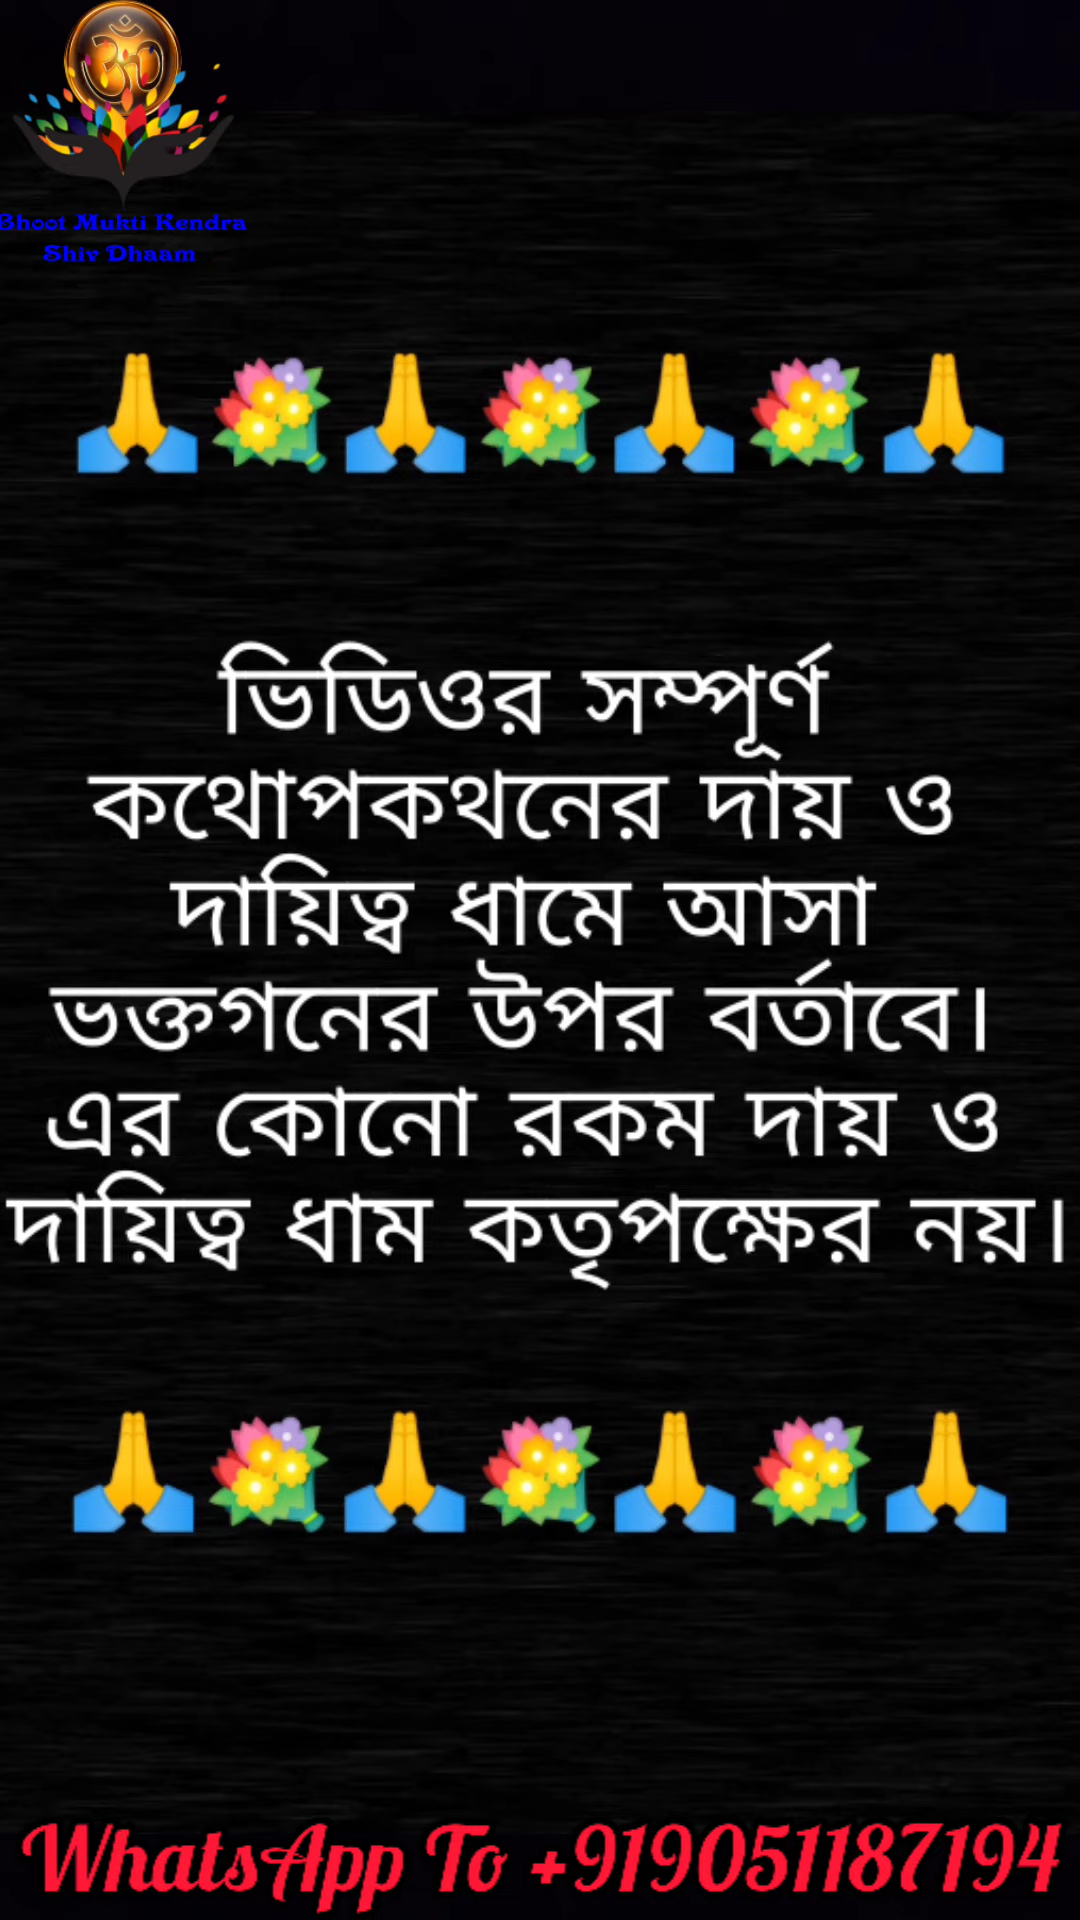 Bhoot Mukti Kendra
Shiv Dhaam
🙏💐🙏💐🙏💐🙏
ভিডিওর সম্পূর্ণ
কথোপকথনের দায় ও
দায়িত্ব ধামে আসা
ভক্তগনের উপর বর্তাবে।
এর কোনো রকম দায় ও
দায়িত্ব ধাম কতৃপক্ষের নয়।
🙏💐🙏💐🙏💐🙏
WhatsApp To +919051187194